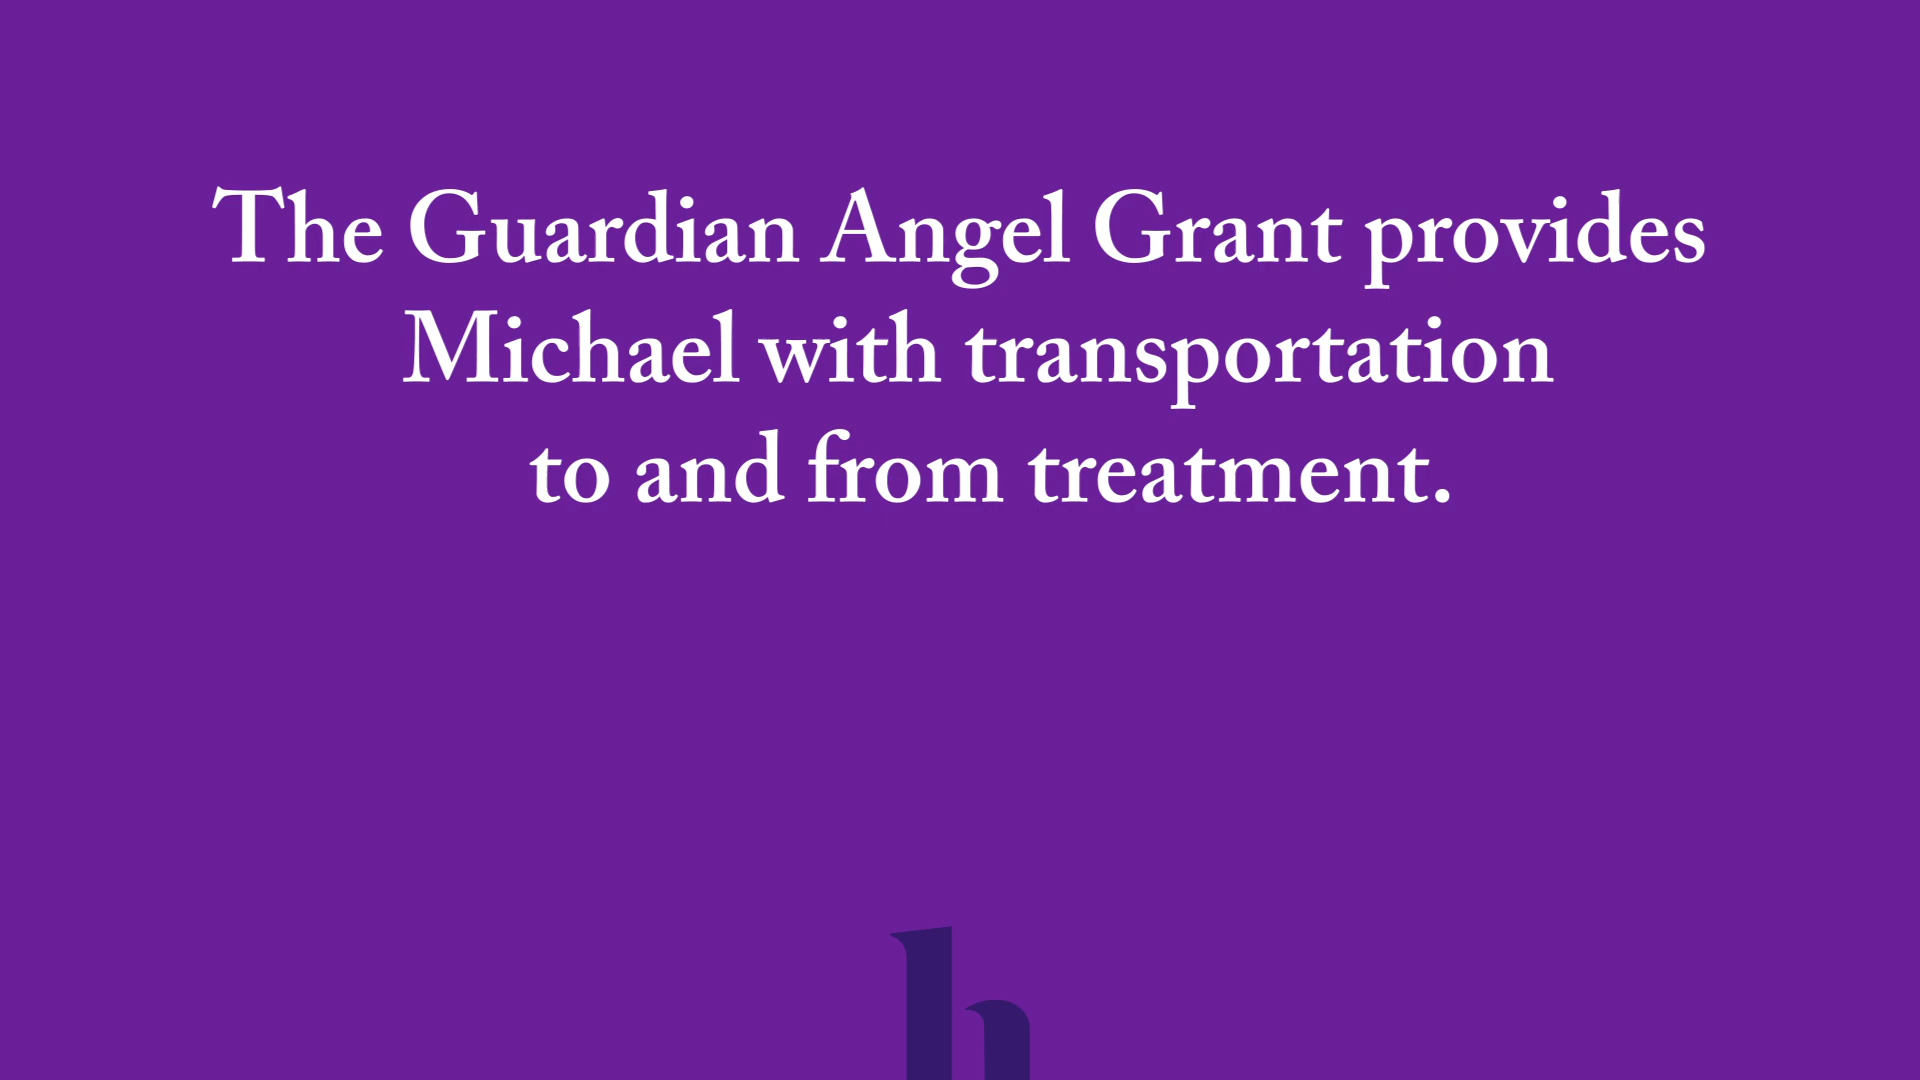 The Guardian Angel Grant provides
Michael with transportation
to and from treatment.
h